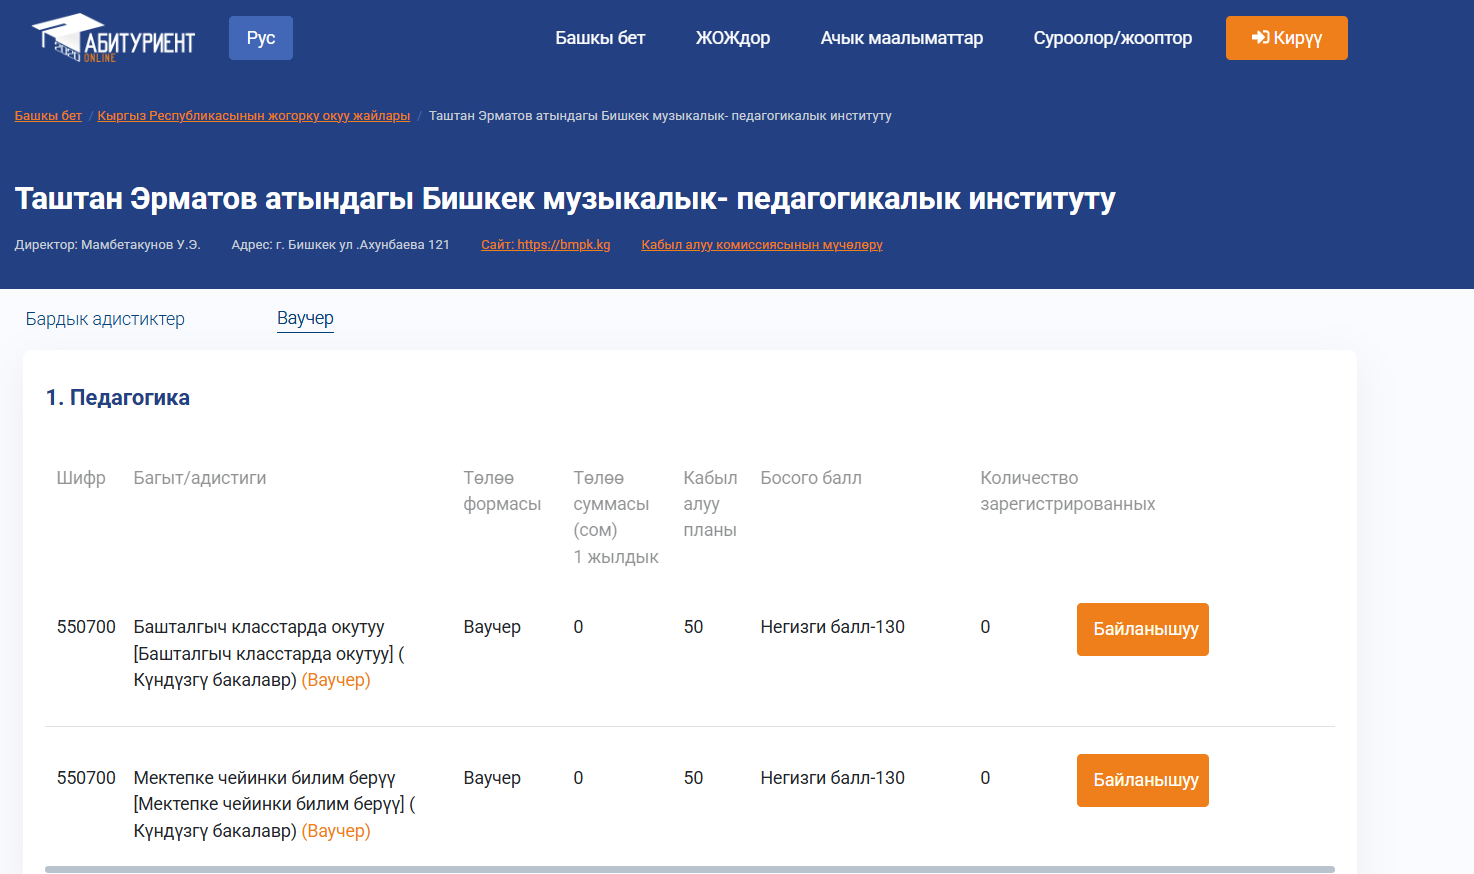 АБИТУРИЕНТ
ONLINE
Рус
Башкы бет
ЖОЖдор
Ачык маалыматтар
Суроолор/жооптор
Кирүү
Башкы бет / Кыргыз Республикасынын жогорку окуу жайлары / Таштан Эрматов атындагы Бишкек музыкалык- педагогикалык институту
Таштан Эрматов атындагы Бишкек музыкалык- педагогикалык институту
Директор: Мамбетакунов У.Э. Адрес: г. Бишкек ул .Ахунбаева 121 Сайт: https://bmpk.kg Кабыл алуу комиссиясынын мүчөлөрү
Бардык адистиктер
Ваучер
1. Педагогика
Шифр Багыт/адистиги Төлөө Төлөө Кабыл Босого балл Количество
формасы суммасы алуу зарегистрированных
(сом) планы
1 жылдык
550700 Башталгыч класстарда окутуу Ваучер 0 50 Негизги балл-130 0 Байланышуу
[Башталгыч класстарда окутуу] (
Күндүзгү бакалавр) (Ваучер)
550700 Мектепке чейинки билим берүү Ваучер 0 50 Негизги балл-130 0 Байланышуу
[Мектепке чейинки билим берүү] (
Күндүзгү бакалавр) (Ваучер)